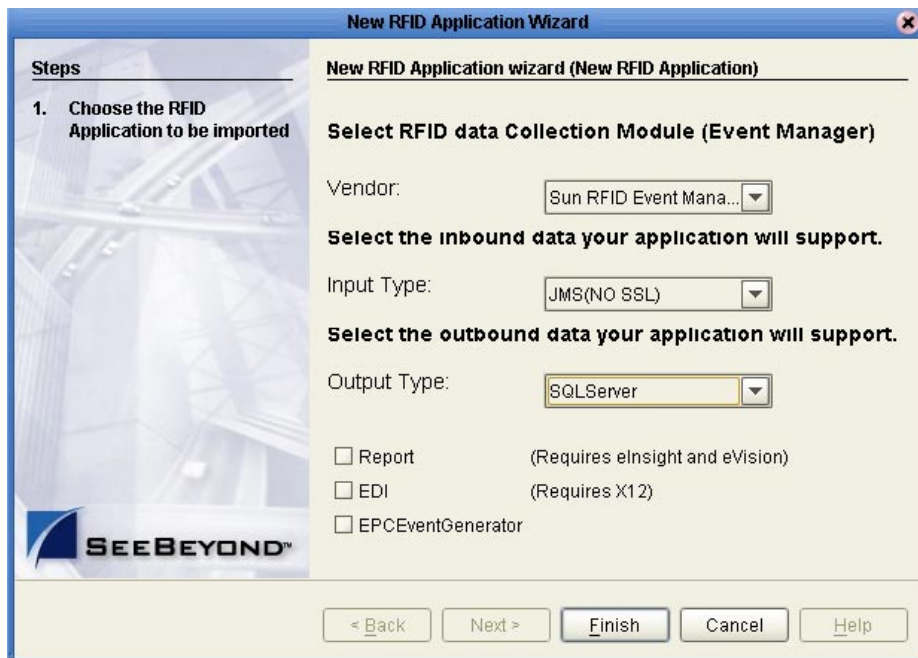 New RFID Application Wizard
Steps
1. Choose the RFID
Application to be imported
New RFID Application wizard (New RFID Application)
Select RFID data Collection Module (Event Manager)
Vendor:
Sun RFID Event Mana...
Select the inbound data your application will support.
Input Type:
JMS(NO SSL)
Select the outbound data your application will support.
Output Type:
SQLServer
Report (Requires eInsight and eVision)
EDI (Requires X12)
EPCEventGenerator
SEEBEYOND™
< Back
Next >
Finish
Cancel
Help